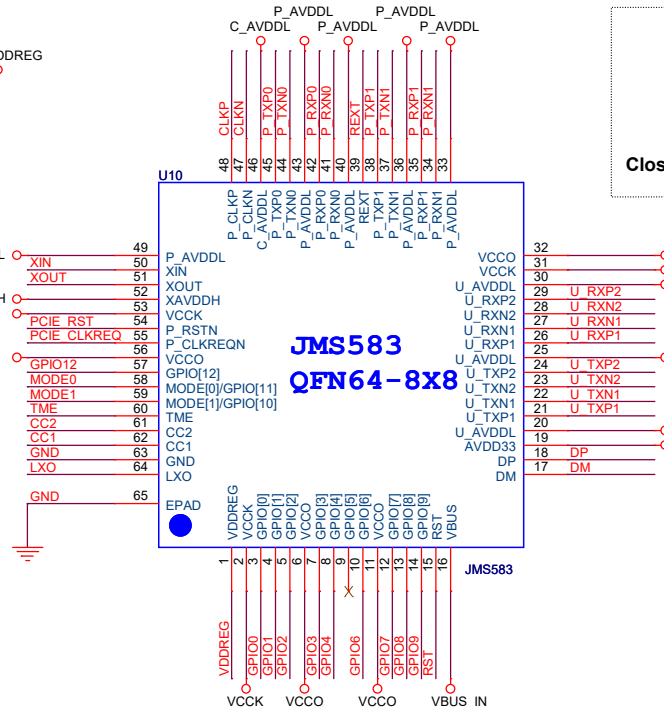 P_AVDDL P_AVDDL
C_AVDDL P_AVDDL P_AVDDL
DDREG
CLKP
CLKN
P_TXP0
P_TXN0
P_RXP0
P_RXN0
REXT
P_TXP1
P_TXN1
P_RXP1
P_RXN1
48 47 46 45 44 43 42 41 40 39 38 37 36 35 34 33
Clos
U10
P_CLKP
P_CLKN
C_AVDDL
P_TXP0
P_TXN0
P_AVDDL
P_RXP0
P_RXN0
P_AVDDL
REXT
P_TXP1
P_TXN1
P_AVDDL
P_RXP1
P_RXN1
P_AVDDL
L 49 P_AVDDL
XIN 50 XIN
XOUT 51 XOUT
H 52 XAVDDH
53 VCCK
PCIE_RST 54 P_RSTN
PCIE_CLKREQ 55 P_CLKREQN
56 VCCO
GPIO12 57 GPIO[12]
MODE0 58 MODE[0]/GPIO[11]
MODE1 59 MODE[1]/GPIO[10]
TME 60 TME
CC2 61 CC2
CC1 62 CC1
GND 63 GND
LXO 64 LXO
GND 65 EPAD
JMS583
QFN64-8X8
VCCO 32
VCCK 31
U_AVDDL 30
U_RXP2 29 U_RXP2
U_RXN2 28 U_RXN2
U_RXN1 27 U_RXN1
U_RXP1 26 U_RXP1
U_AVDDL 25
U_TXP2 24 U_TXP2
U_TXN2 23 U_TXN2
U_TXN1 22 U_TXN1
U_TXP1 21 U_TXP1
U_AVDDL 20
AVDD33 19
DP 18 DP
DM 17 DM
VDDREG
VCCK
GPIO[0]
GPIO[1]
GPIO[2]
VCCO
GPIO[3]
GPIO[4]
GPIO[5]
GPIO[6]
VCCO
GPIO[7]
GPIO[8]
GPIO[9]
RST
VBUS
JMS583
1 2 3 4 5 6 7 8 9 10 11 12 13 14 15 16
VDDREG
GPIO0
GPIO1
GPIO2
GPIO3
GPIO4
GPIO6
GPIO7
GPIO8
GPIO9
RST
VCCK VCCO VCCO VBUS_IN